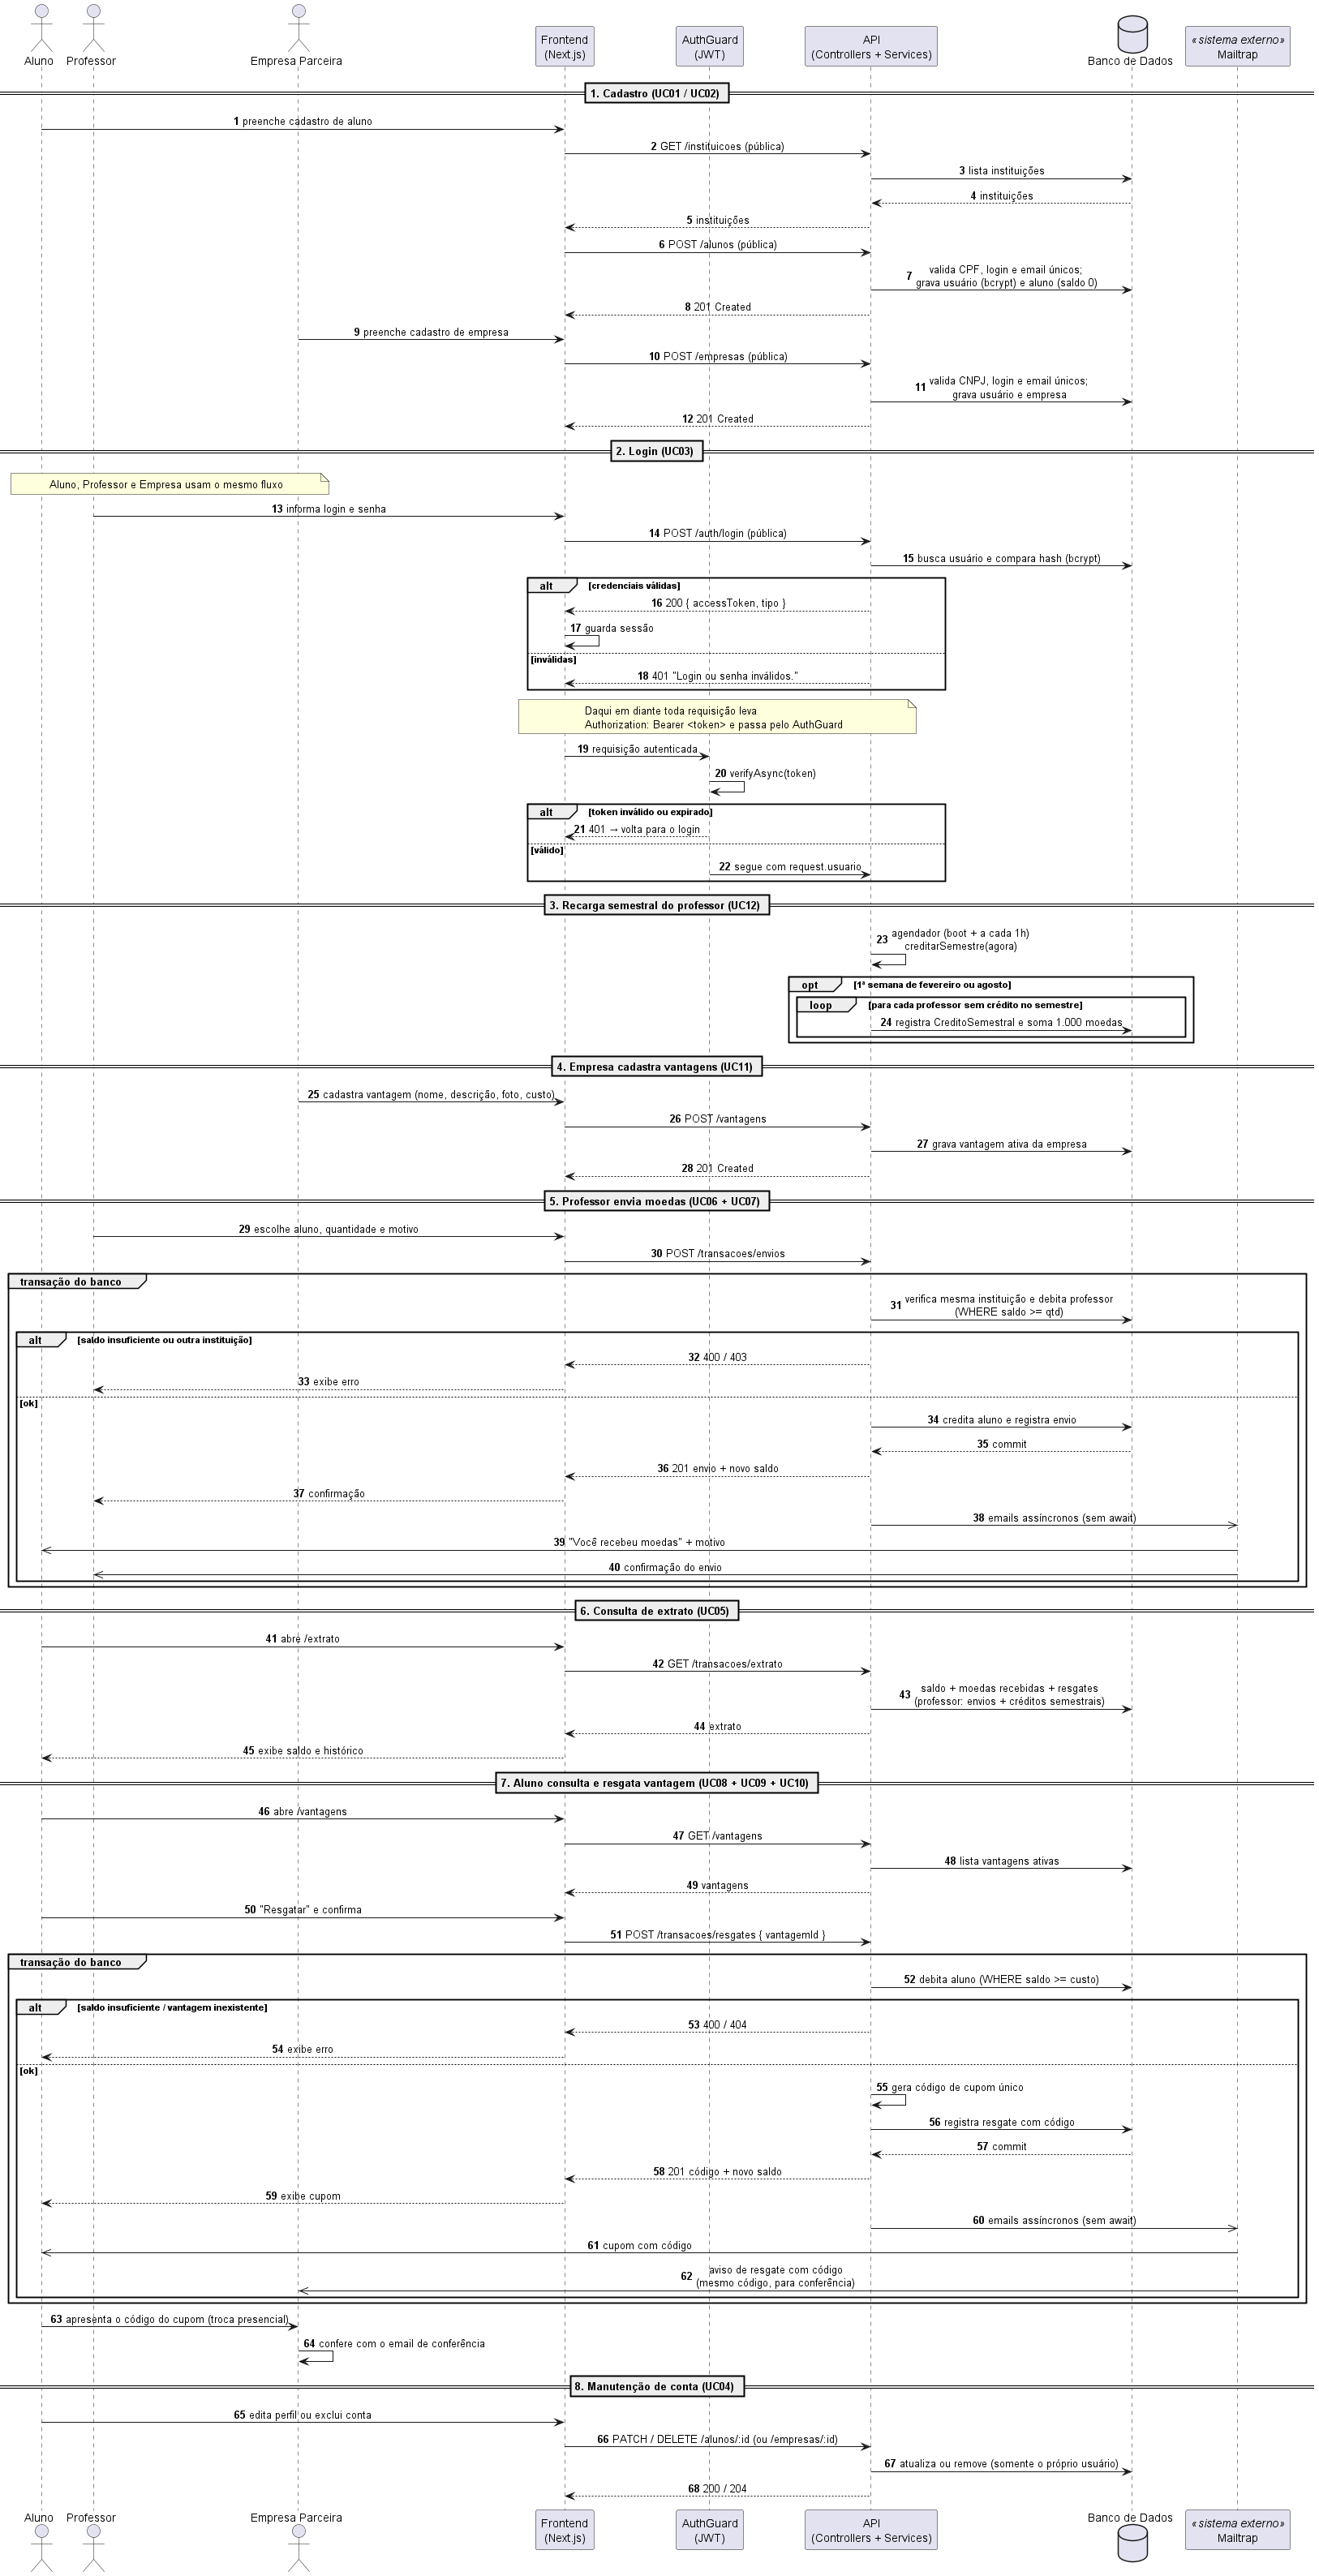 Aluno
Professor
Empresa Parceira
Frontend
(Next.js)
AuthGuard
(JWT)
API
(Controllers + Services)
Banco de Dados
«sistema externo»
Mailtrap
1. Cadastro (UC01 / UC02)
1 preenche cadastro de aluno
2 GET /instituicoes (pública)
3 lista instituições
4 instituições
5 instituições
6 POST /alunos (pública)
7 valida CPF, login e email únicos;
grava usuário (bcrypt) e aluno (saldo 0)
8 201 Created
9 preenche cadastro de empresa
10 POST /empresas (pública)
11 valida CNPJ, login e email únicos;
grava usuário e empresa
12 201 Created
2. Login (UC03)
Aluno, Professor e Empresa usam o mesmo fluxo
13 informa login e senha
14 POST /auth/login (pública)
15 busca usuário e compara hash (bcrypt)
alt [credenciais válidas]
16 200 { accessToken, tipo }
17 guarda sessão
[inválidas]
18 401 "Login ou senha inválidos."
Daqui em diante toda requisição leva
Authorization: Bearer <token> e passa pelo AuthGuard
19 requisição autenticada
20 verifyAsync(token)
alt [token inválido ou expirado]
21 401 → volta para o login
[válido]
22 segue com request.usuario
3. Recarga semestral do professor (UC12)
23 agendador (boot + a cada 1h)
creditarSemestre(agora)
opt [1ª semana de fevereiro ou agosto]
loop [para cada professor sem crédito no semestre]
24 registra CreditoSemestral e soma 1.000 moedas
4. Empresa cadastra vantagens (UC11)
25 cadastra vantagem (nome, descrição, foto, custo)
26 POST /vantagens
27 grava vantagem ativa da empresa
28 201 Created
5. Professor envia moedas (UC06 + UC07)
29 escolhe aluno, quantidade e motivo
30 POST /transacoes/envios
transação do banco
31 verifica mesma instituição e debita professor
(WHERE saldo >= qtd)
alt [saldo insuficiente ou outra instituição]
32 400 / 403
33 exibe erro
[ok]
34 credita aluno e registra envio
35 commit
36 201 envio + novo saldo
37 confirmação
38 emails assíncronos (sem await)
39 "Você recebeu moedas" + motivo
40 confirmação do envio
6. Consulta de extrato (UC05)
41 abre /extrato
42 GET /transacoes/extrato
43 saldo + moedas recebidas + resgates
(professor: envios + créditos semestrais)
44 extrato
45 exibe saldo e histórico
7. Aluno consulta e resgata vantagem (UC08 + UC09 + UC10)
46 abre /vantagens
47 GET /vantagens
48 lista vantagens ativas
49 vantagens
50 "Resgatar" e confirma
51 POST /transacoes/resgates { vantagemId }
transação do banco
52 debita aluno (WHERE saldo >= custo)
alt [saldo insuficiente / vantagem inexistente]
53 400 / 404
54 exibe erro
[ok]
55 gera código de cupom único
56 registra resgate com código
57 commit
58 201 código + novo saldo
59 exibe cupom
60 emails assíncronos (sem await)
61 cupom com código
62 aviso de resgate com código
(mesmo código, para conferência)
63 apresenta o código do cupom (troca presencial)
64 confere com o email de conferência
8. Manutenção de conta (UC04)
65 edita perfil ou exclui conta
66 PATCH / DELETE /alunos/:id (ou /empresas/:id)
67 atualiza ou remove (somente o próprio usuário)
68 200 / 204
Aluno
Professor
Empresa Parceira
Frontend
(Next.js)
AuthGuard
(JWT)
API
(Controllers + Services)
Banco de Dados
«sistema externo»
Mailtrap